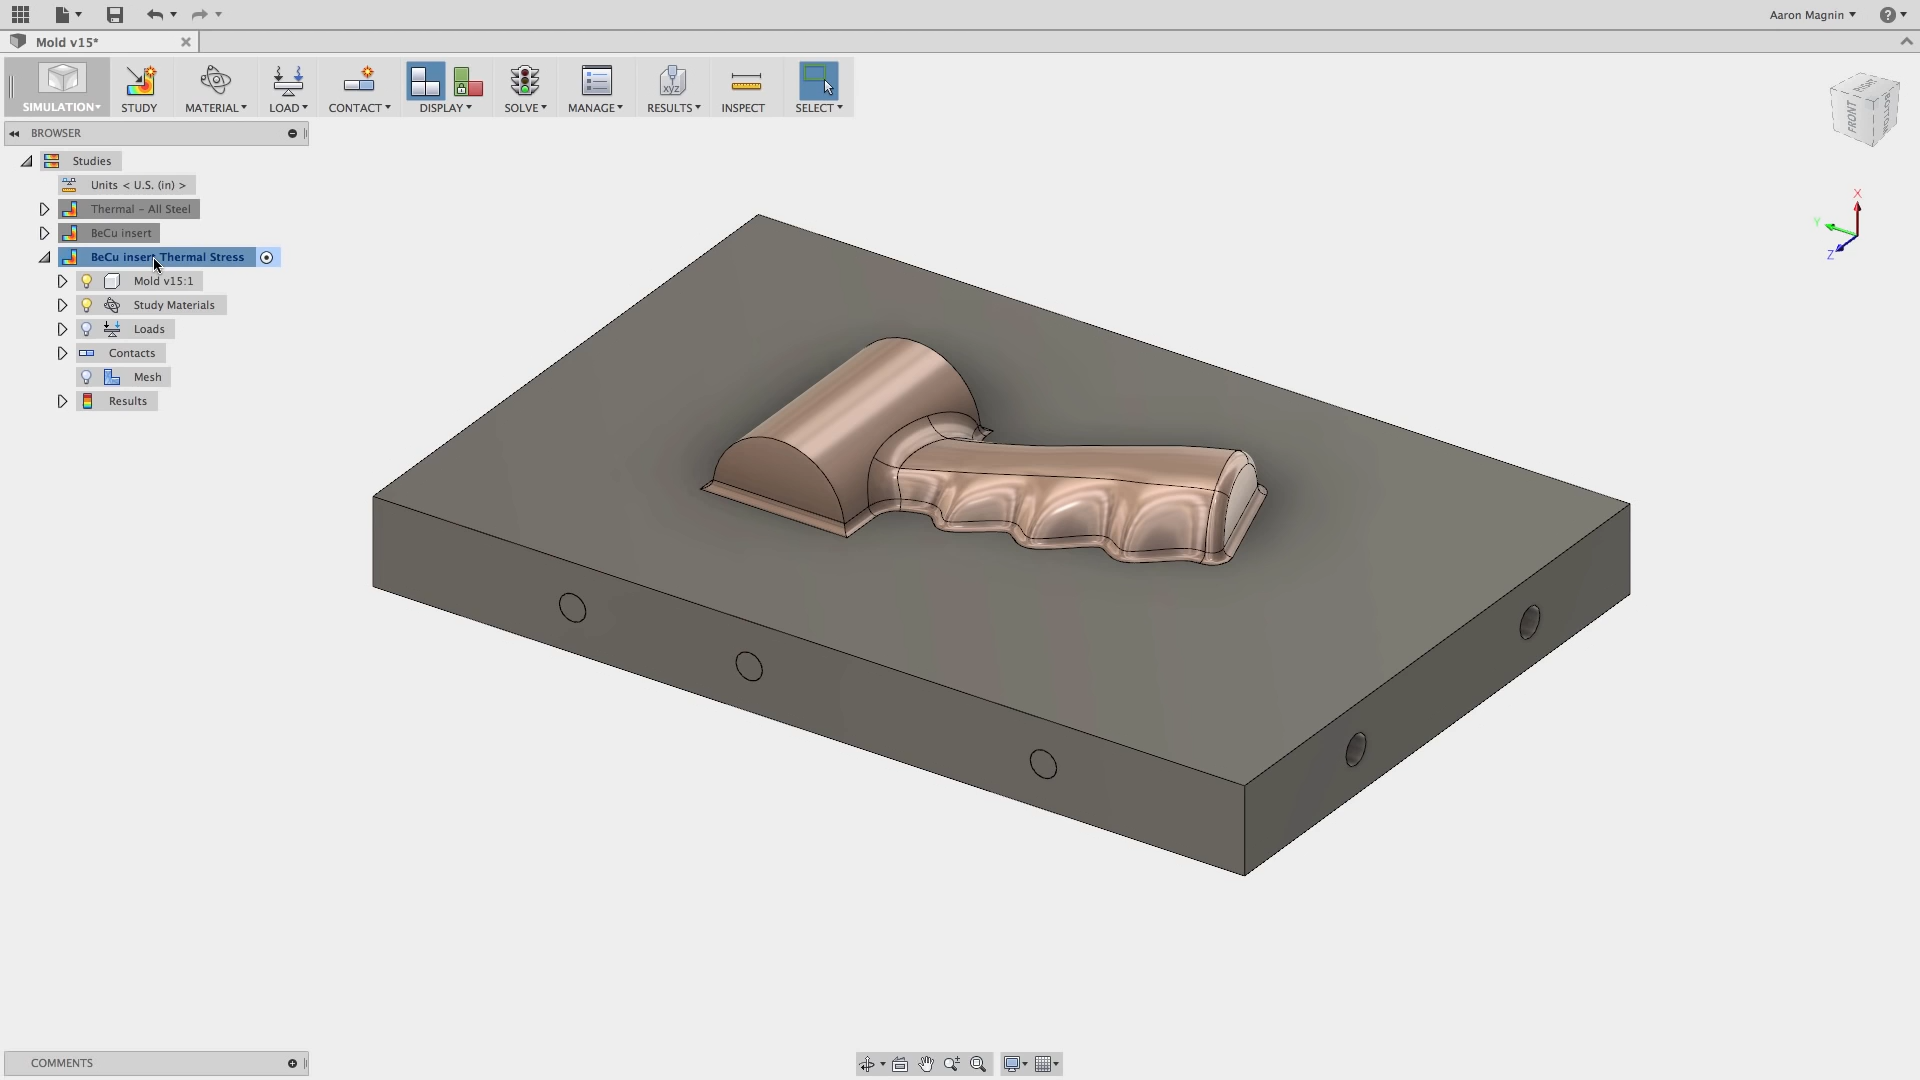 Aaron Magnin
Mold v15*
SIMULATION
STUDY
MATERIAL
LOAD
CONTACT
DISPLAY
SOLVE
MANAGE
RESULTS
INSPECT
SELECT
BROWSER
Studies
Units < U.S. (in) >
Thermal - All Steel
BeCu insert
BeCu insert Thermal Stress
Mold v15:1
Study Materials
Loads
Contacts
Mesh
Results
FRONT
X
Y
Z
COMMENTS